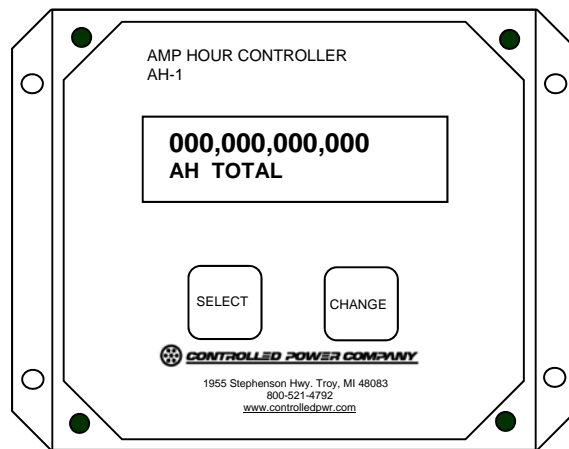 AMP HOUR CONTROLLER
AH-1
000,000,000,000
AH TOTAL
SELECT
CHANGE
CONTROLLED POWER COMPANY
1955 Stephenson Hwy. Troy, MI 48083
800-521-4792
www.controlledpwr.com